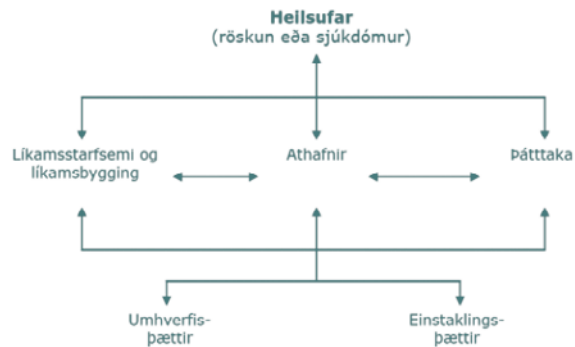 Heilsufar
(röskun eða sjúkdómur)
Líkamsstarfsemi og
líkamsbygging
Athafnir
Þátttaka
Umhverfis-
þættir
Einstaklings-
þættir